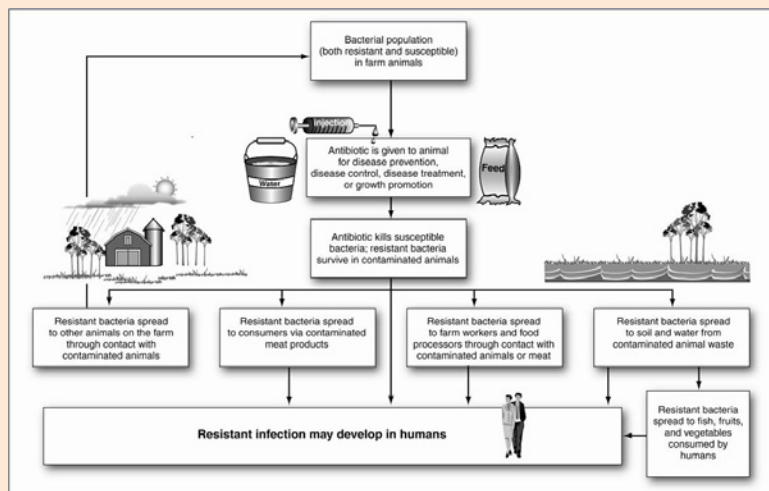 Bacterial population
(both resistant and susceptible)
in farm animals
injection
Water
Antibiotic is given to animal
for disease prevention,
disease control, disease treatment,
or growth promotion
Feed
Antibiotic kills susceptible
bacteria; resistant bacteria
survive in contaminated animals
Resistant bacteria spread
to other animals on the farm
through contact with
contaminated animals
Resistant bacteria spread
to consumers via contaminated
meat products
Resistant bacteria spread
to farm workers and food
processors through contact with
contaminated animals or meat
Resistant bacteria spread
to soil and water from
contaminated animal waste
Resistant bacteria
spread to fish, fruits,
and vegetables
consumed by
humans
Resistant infection may develop in humans